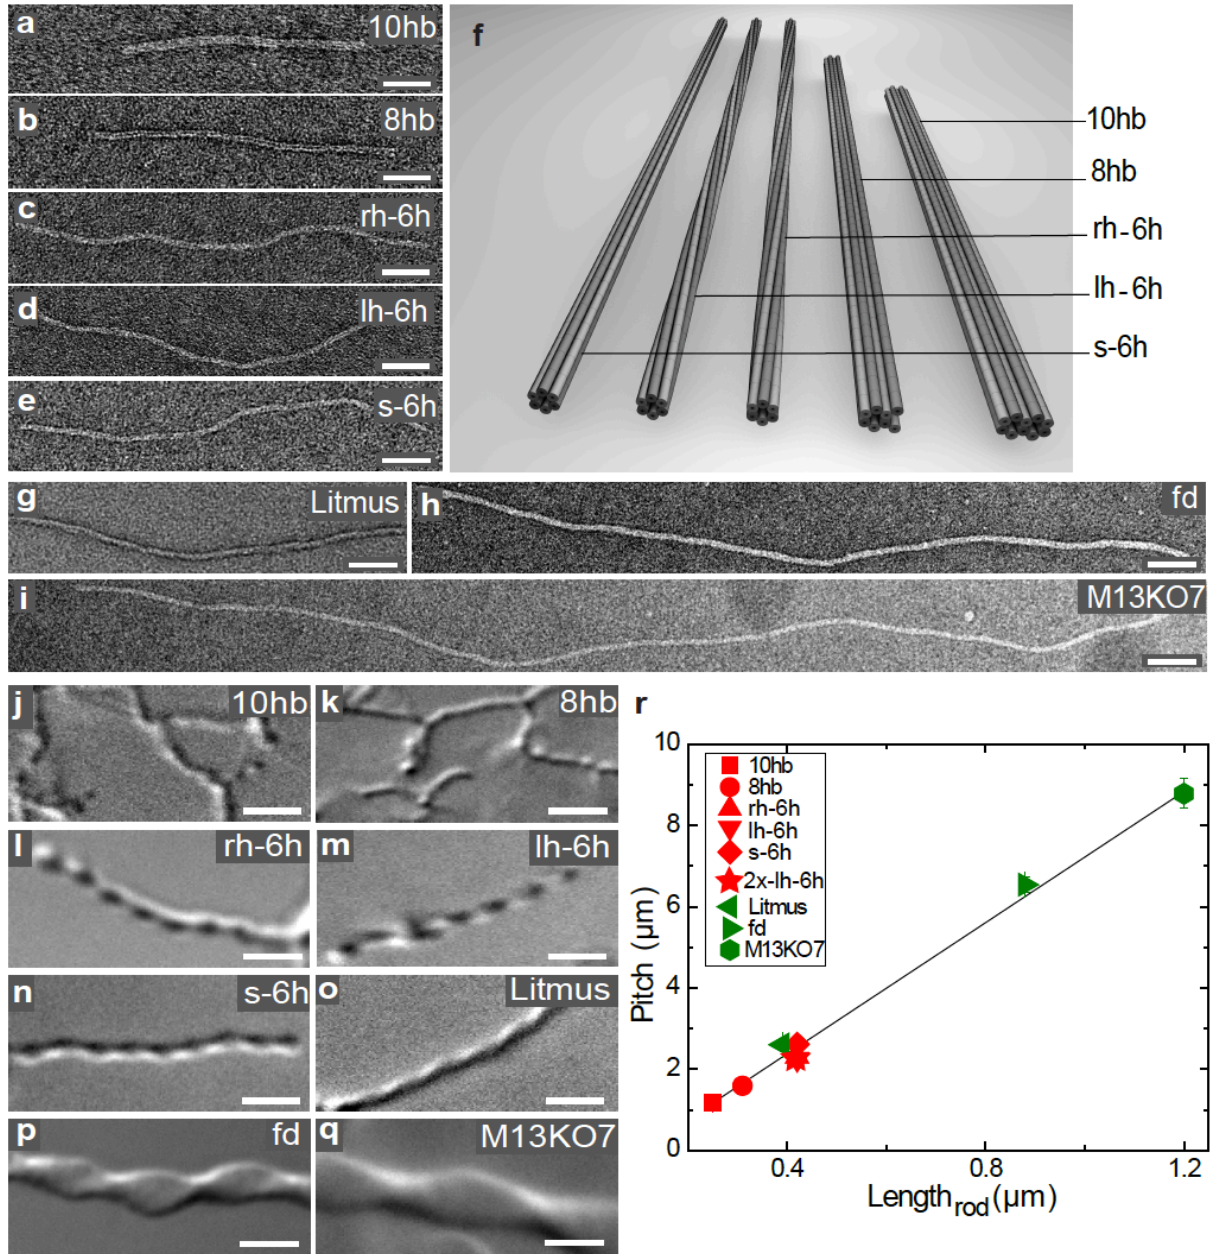 a
10hb
b
8hb
c
rh-6h
d
lh-6h
e
s-6h
f
10hb
8hb
rh-6h
lh-6h
s-6h
g
Litmus
h
fd
i
M13KO7
j
10hb
k
8hb
l
rh-6h
m
lh-6h
n
s-6h
o
Litmus
p
fd
q
M13KO7
r
10
8
6
4
2
0
Pitch (µm)
10hb
8hb
rh-6h
lh-6h
s-6h
2x-lh-6h
Litmus
fd
M13KO7
0.4
0.8
1.2
Length rod (µm)